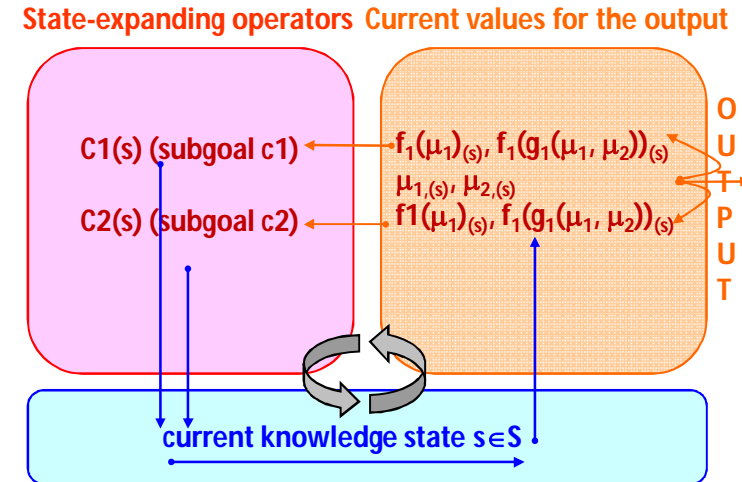 State-expanding operators Current values for the output
C1(s) (subgoal c1) f₁(μ₁)₍s₎, f₁(g₁(μ₁, μ₂))₍s₎
μ₁,₍s₎, μ₂,₍s₎
C2(s) (subgoal c2) f1(μ₁)₍s₎, f₁(g₁(μ₁, μ₂))₍s₎
O
U
T
P
U
T
current knowledge state s∈S